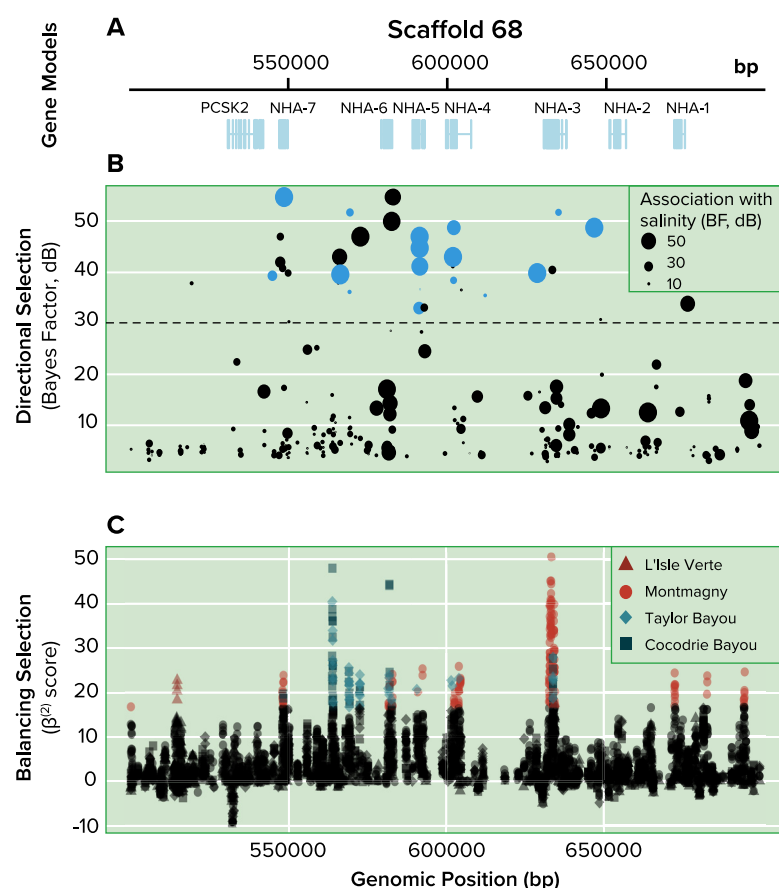 A
Scaffold 68
550000 600000 650000 bp
Gene Models
PCSK2 NHA-7 NHA-6 NHA-5 NHA-4 NHA-3 NHA-2 NHA-1
B
Directional Selection
(Bayes Factor, dB)
50
40
30
20
10
Association with
salinity (BF, dB)
50
30
10
C
Balancing Selection
(β(2) score)
50
40
30
20
10
0
-10
L'Isle Verte
Montmagny
Taylor Bayou
Cocodrie Bayou
550000 600000 650000
Genomic Position (bp)